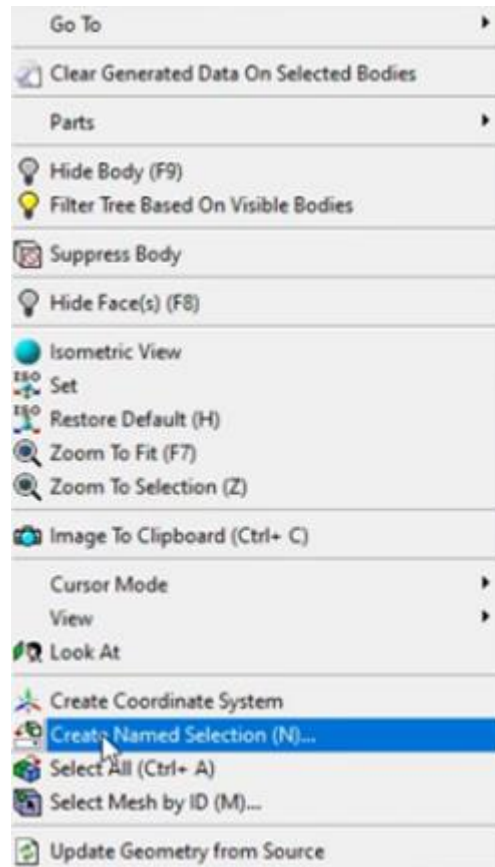 Go To
Clear Generated Data On Selected Bodies
Parts
Hide Body (F9)
Filter Tree Based On Visible Bodies
Suppress Body
Hide Face(s) (F8)
Isometric View
ISO Set
ISO Restore Default (H)
Zoom To Fit (F7)
Zoom To Selection (Z)
Image To Clipboard (Ctrl+ C)
Cursor Mode
View
Look At
Create Coordinate System
Create Named Selection (N)...
Select All (Ctrl+ A)
Select Mesh by ID (M)...
Update Geometry from Source